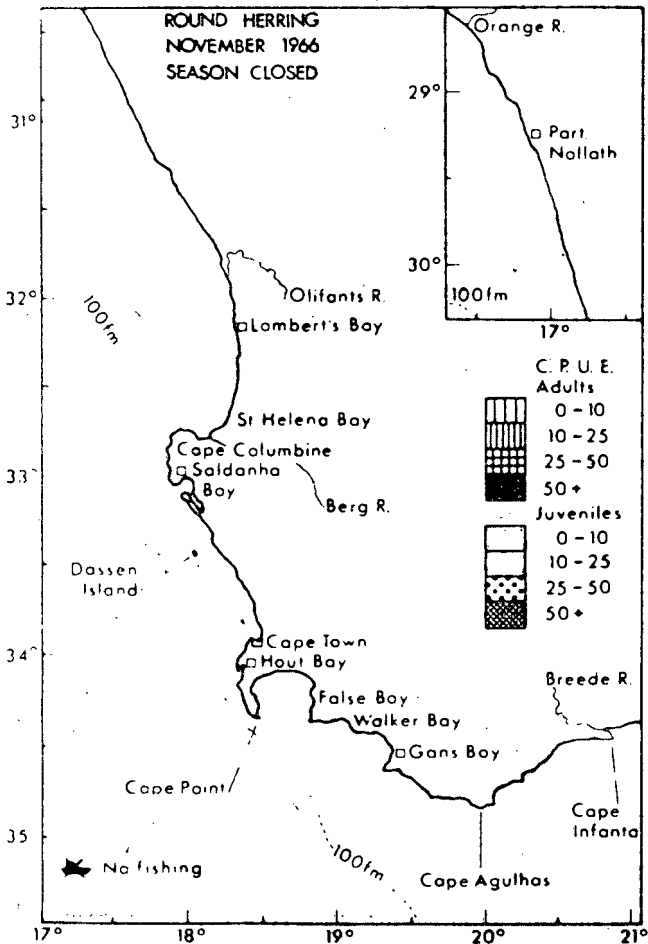 ROUND HERRING
NOVEMBER 1966
SEASON CLOSED
Orange R.
29°
Part
Nollath
30°
100fm
17°
31°
32°
33
34°
35
100fm
Olifants R.
Lambert's Bay
St Helena Bay
Cape Columbine
Saldanha
Bay
Berg R.
Dassen
Island
Cape Town
Hout Bay
False Bay
Walker Bay
Gans Bay
Breede R.
Cape Point
Cape
Infanta
100fm
Cape Agulhas
No fishing
C. P. U. E.
Adults
0-10
10-25
25-50
50+
Juveniles
0-10
10-25
25-50
50+
17°
18°
19°
20°
21°